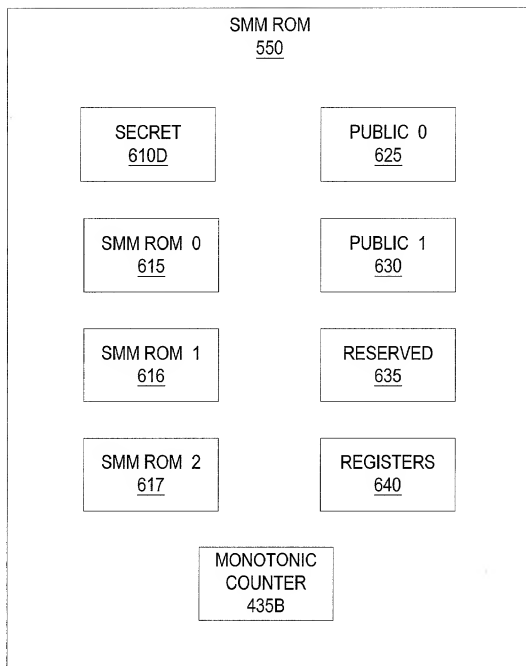 SMM ROM
550
SECRET
610D
PUBLIC 0
625
SMM ROM 0
615
PUBLIC 1
630
SMM ROM 1
616
RESERVED
635
SMM ROM 2
617
REGISTERS
640
MONOTONIC
COUNTER
435B